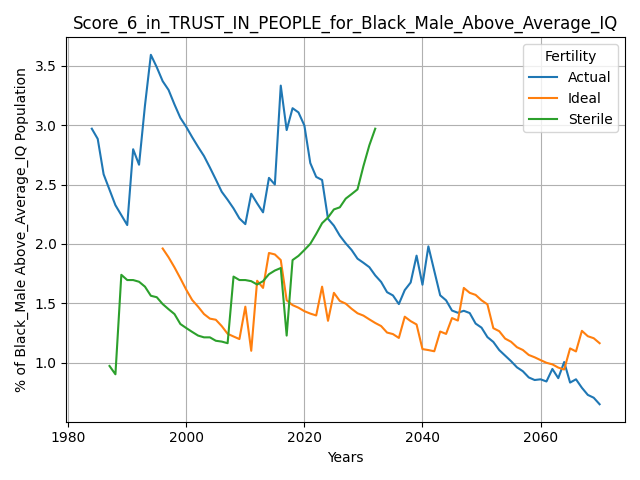 Score_6_in_TRUST_IN_PEOPLE_for_Black_Male_Above_Average_IQ
% of Black_Male Above_Average_IQ Population
3.5
3.0
2.5
2.0
1.5
1.0
Fertility
Actual
Ideal
Sterile
1980
2000
2020
2040
2060
Years